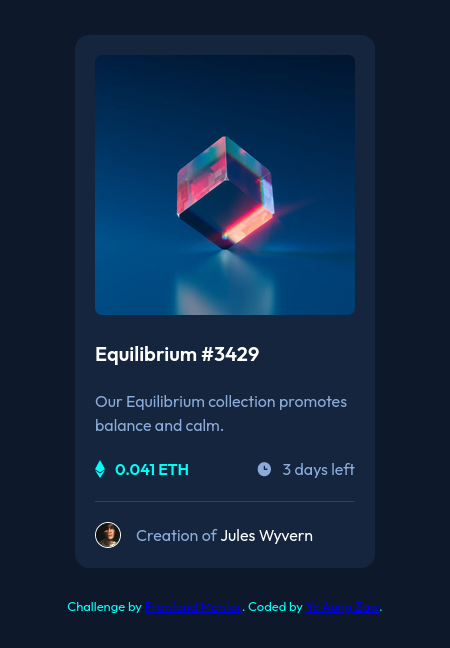 Equilibrium #3429
Our Equilibrium collection promotes
balance and calm.
0.041 ETH 3 days left
Creation of Jules Wyvern
Challenge by Frontend Mentor. Coded by Ye Aung Zaw.